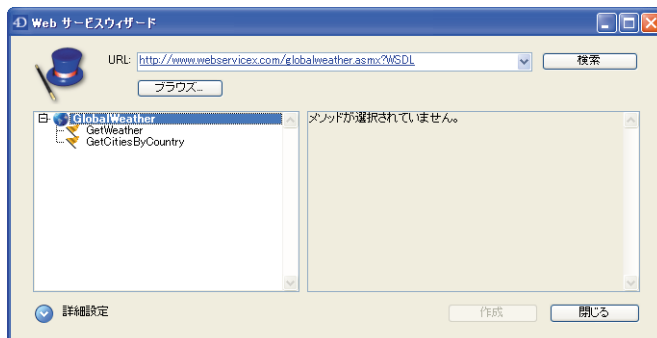 4D Web サービスウィザード
URL: http://www.webservicex.com/globalweather.asmx?WSDL 検索
ブラウズ...
GlobalWeather
GetWeather
GetCitiesByCountry
メソッドが選択されていません。
詳細設定
作成 閉じる